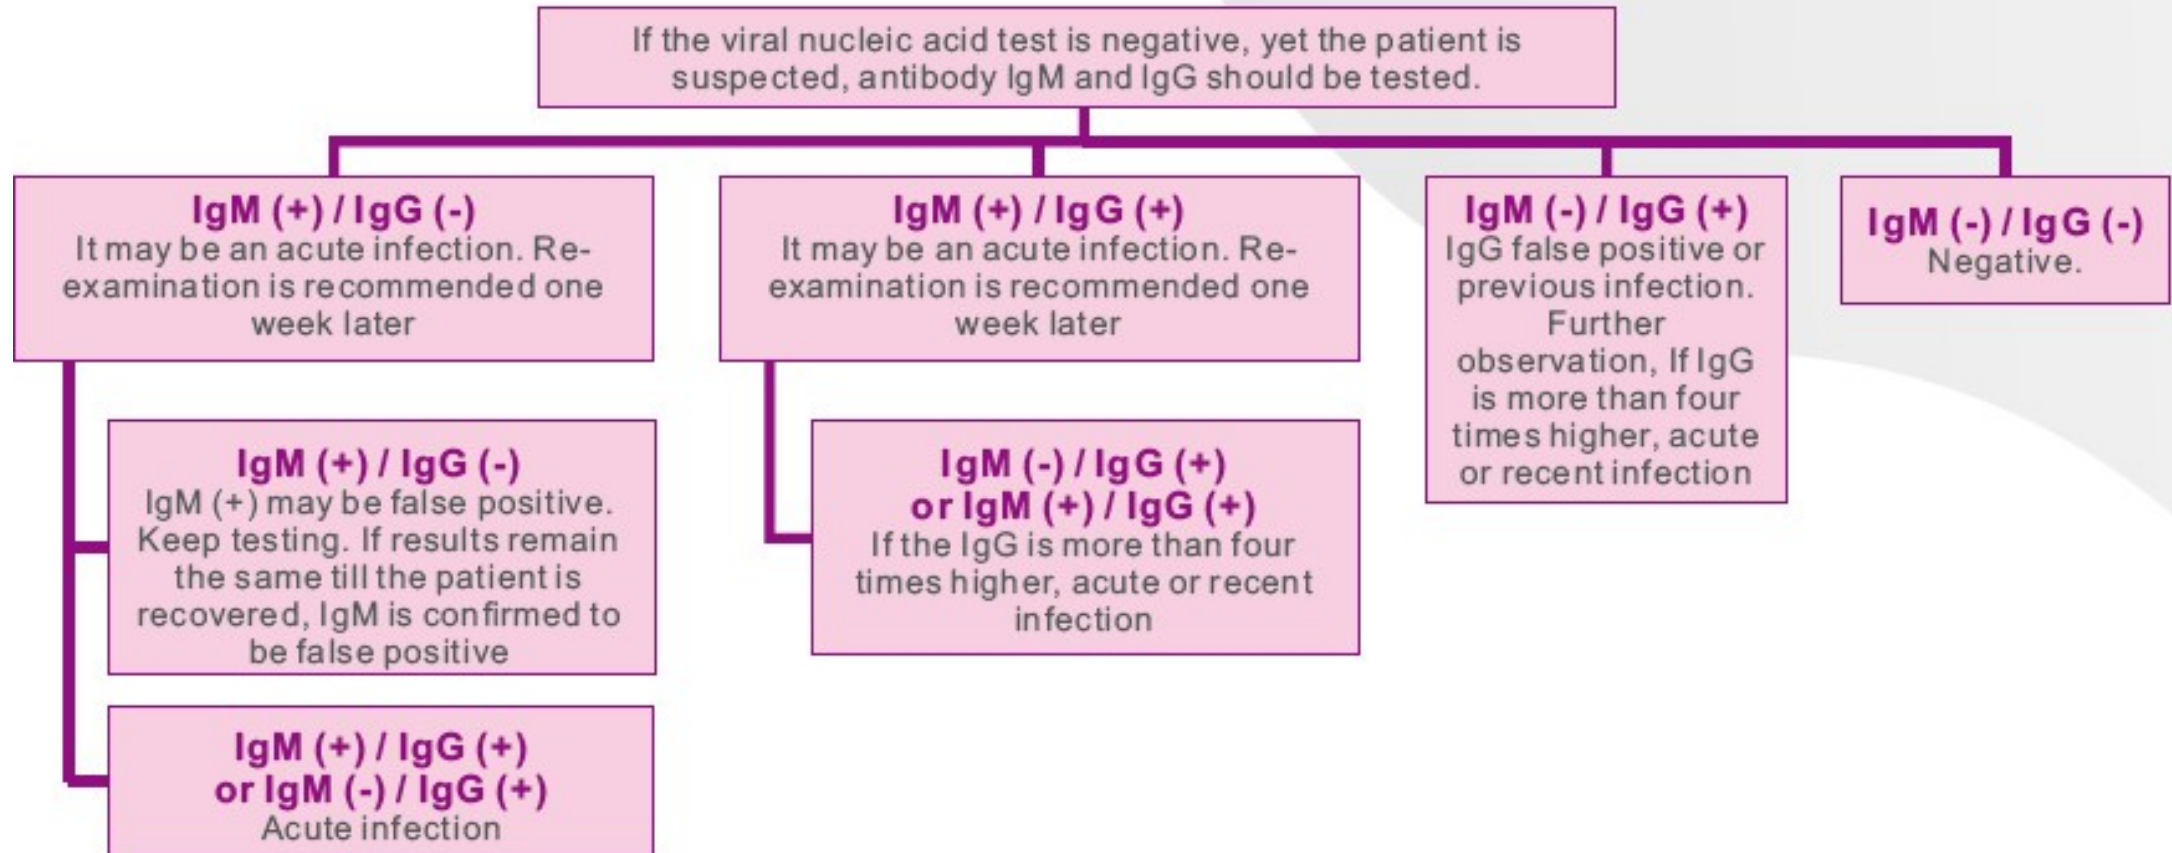 If the viral nucleic acid test is negative, yet the patient is
suspected, antibody IgM and IgG should be tested.
IgM (+) / IgG (-)
It may be an acute infection. Re-
examination is recommended one
week later
IgM (+) / IgG (-)
IgM (+) may be false positive.
Keep testing. If results remain
the same till the patient is
recovered, IgM is confirmed to
be false positive
IgM (+) / IgG (+)
or IgM (-) / IgG (+)
Acute infection
IgM (+) / IgG (+)
It may be an acute infection. Re-
examination is recommended one
week later
IgM (-) / IgG (+)
or IgM (+) / IgG (+)
If the IgG is more than four
times higher, acute or recent
infection
IgM (-) / IgG (+)
IgG false positive or
previous infection.
Further
observation, If IgG
is more than four
times higher, acute
or recent infection
IgM (-) / IgG (-)
Negative.